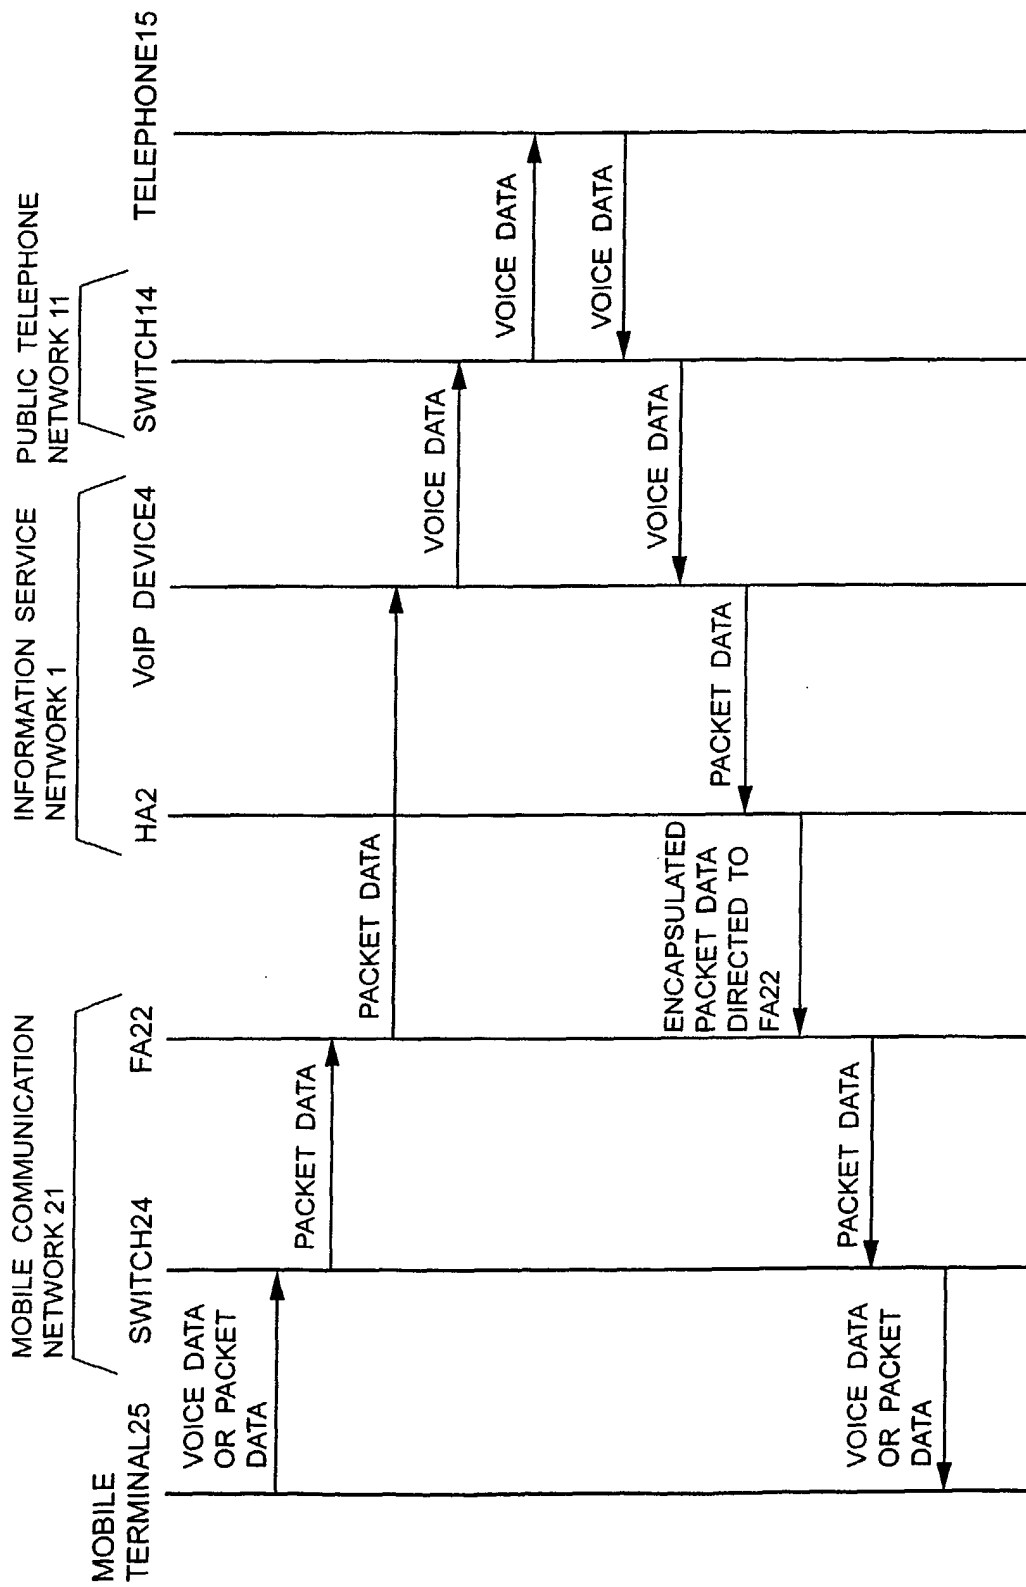 MOBILE COMMUNICATION
NETWORK 21
INFORMATION SERVICE
NETWORK 1
PUBLIC TELEPHONE
NETWORK 11
MOBILE
TERMINAL25
SWITCH24
FA22
HA2
VoIP DEVICE4
SWITCH14
TELEPHONE15
VOICE DATA
OR PACKET
DATA
PACKET DATA
PACKET DATA
VOICE DATA
VOICE DATA
VOICE DATA
VOICE DATA
PACKET DATA
ENCAPSULATED
PACKET DATA
DIRECTED TO
FA22
PACKET DATA
VOICE DATA
OR PACKET
DATA